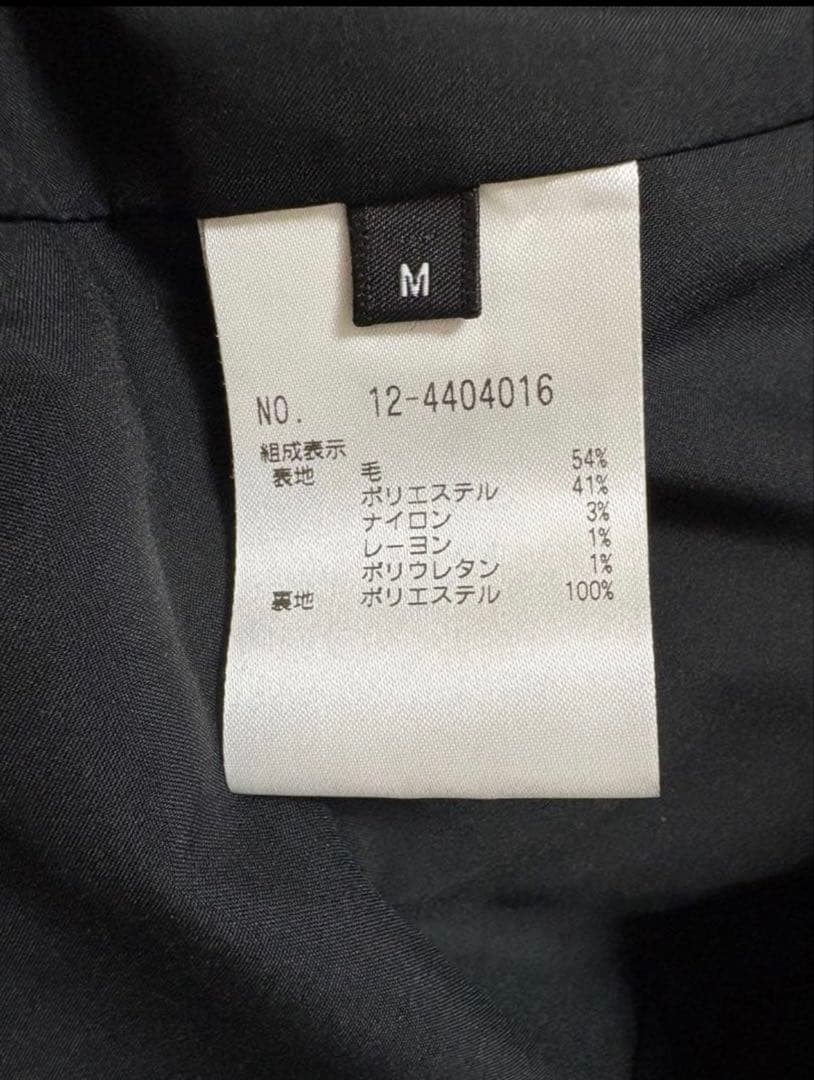 M
NO. 12-4404016
組成表示
表地 毛 54%
ポリエステル 41%
ナイロン 3%
レーヨン 1%
ポリウレタン 1%
裏地 ポリエステル 100%